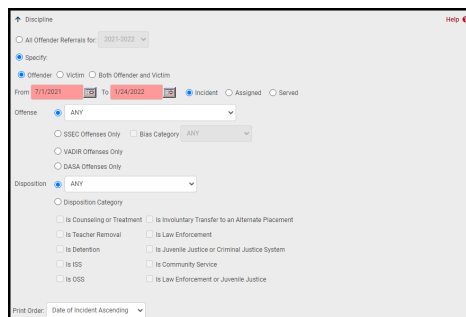 Discipline Help
All Offender Referrals for: 2021-2022
Specify:
Offender Victim Both Offender and Victim
From 7/1/2021 To 1/24/2022 Incident Assigned Served
Offense ANY
SSEC Offenses Only Bias Category ANY
VADIR Offenses Only
DASA Offenses Only
Disposition ANY
Disposition Category
Is Counseling or Treatment Is Involuntary Transfer to an Alternate Placement
Is Teacher Removal Is Law Enforcement
Is Detention Is Juvenile Justice or Criminal Justice System
Is ISS Is Community Service
Is OSS Is Law Enforcement or Juvenile Justice
Print Order: Date of Incident Ascending